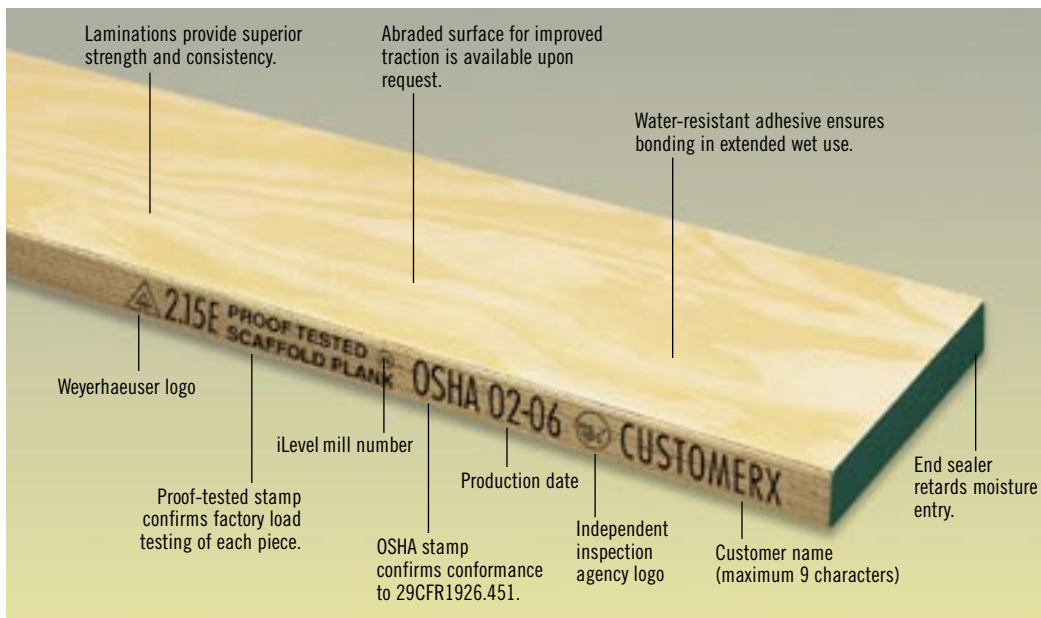 Laminations provide superior
strength and consistency.
Abraded surface for improved
traction is available upon
request.
Water-resistant adhesive ensures
bonding in extended wet use.
2.15E PROOF TESTED
SCAFFOLD PLANK
OSHA 02-06
CUSTOMERX
Weyerhaeuser logo
iLevel mill number
Proof-tested stamp
confirms factory load
testing of each piece.
OSHA stamp
confirms conformance
to 29CFR1926.451.
Production date
Independent
inspection
agency logo
Customer name
(maximum 9 characters)
End sealer
retards moisture
entry.